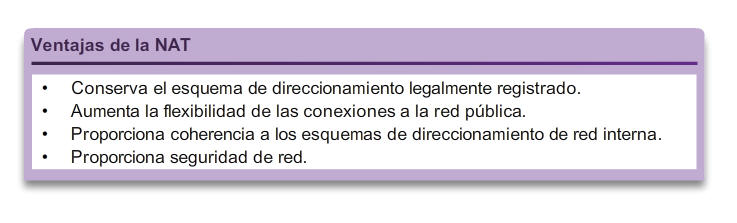 Ventajas de la NAT
• Conserva el esquema de direccionamiento legalmente registrado.
• Aumenta la flexibilidad de las conexiones a la red pública.
• Proporciona coherencia a los esquemas de direccionamiento de red interna.
• Proporciona seguridad de red.